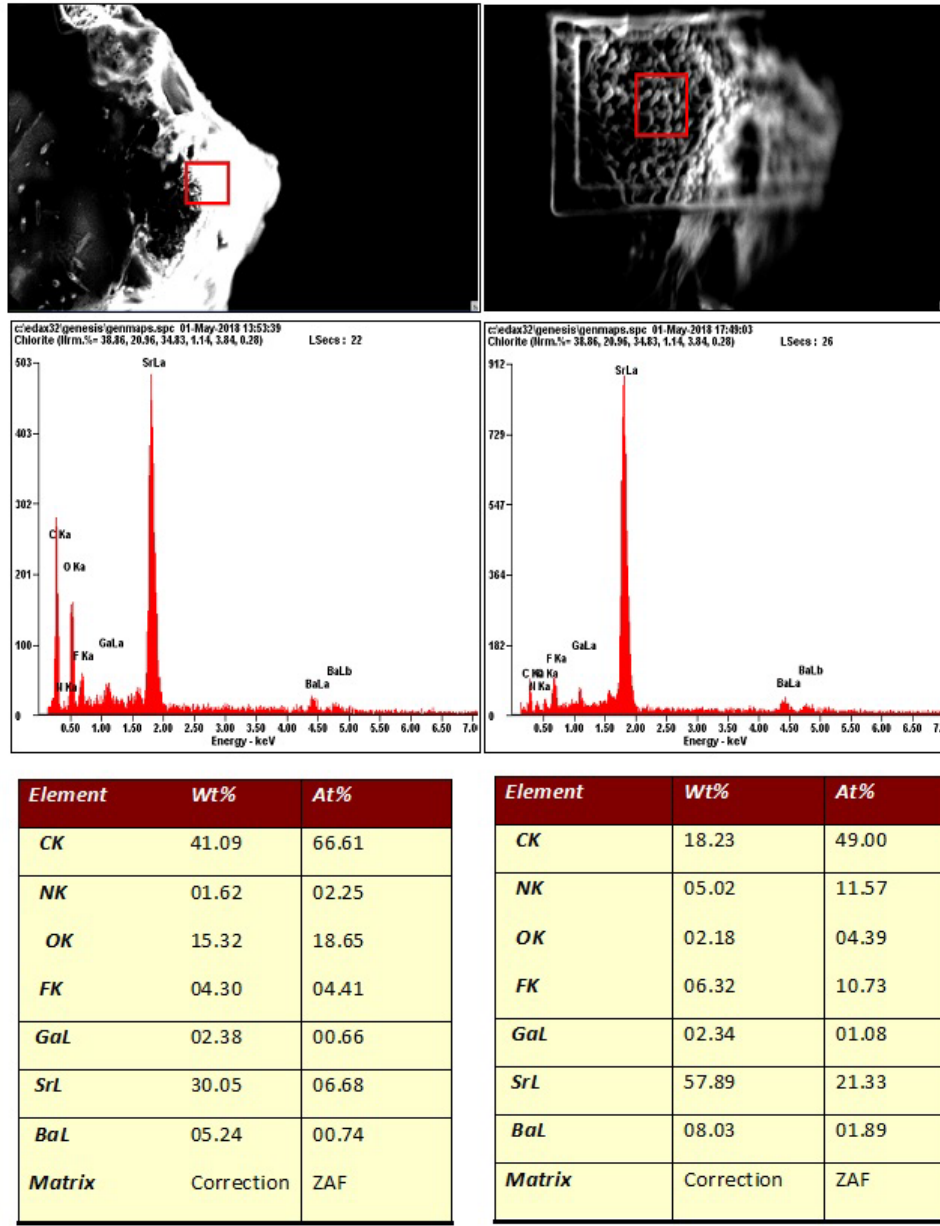 c:\edax32\genesis\genmaps.spc 01-May-2018 13:53:39
Chlorite (Nrm.%= 38.86, 20.96, 34.83, 1.14, 3.84, 0.28) LSecs : 22
503
403
302
201
100
0
SrLa
C Ka
O Ka
N Ka
F Ka
GaLa
BaLa
BaLb
0.50 1.00 1.50 2.00 2.50 3.00 3.50 4.00 4.50 5.00 5.50 6.00 6.50 7.0
Energy - keV
c:\edax32\genesis\genmaps.spc 01-May-2018 17:49:03
Chlorite (Nrm.%= 38.86, 20.96, 34.83, 1.14, 3.84, 0.28) LSecs : 26
912
729
547
364
182
0
SrLa
C Ka
N Ka
F Ka
GaLa
BaLa
BaLb
0.50 1.00 1.50 2.00 2.50 3.00 3.50 4.00 4.50 5.00 5.50 6.00 6.50 7.0
Energy - keV
Element Wt% At%
CK 41.09 66.61
NK 01.62 02.25
OK 15.32 18.65
FK 04.30 04.41
GaL 02.38 00.66
SrL 30.05 06.68
BaL 05.24 00.74
Matrix Correction ZAF
Element Wt% At%
CK 18.23 49.00
NK 05.02 11.57
OK 02.18 04.39
FK 06.32 10.73
GaL 02.34 01.08
SrL 57.89 21.33
BaL 08.03 01.89
Matrix Correction ZAF